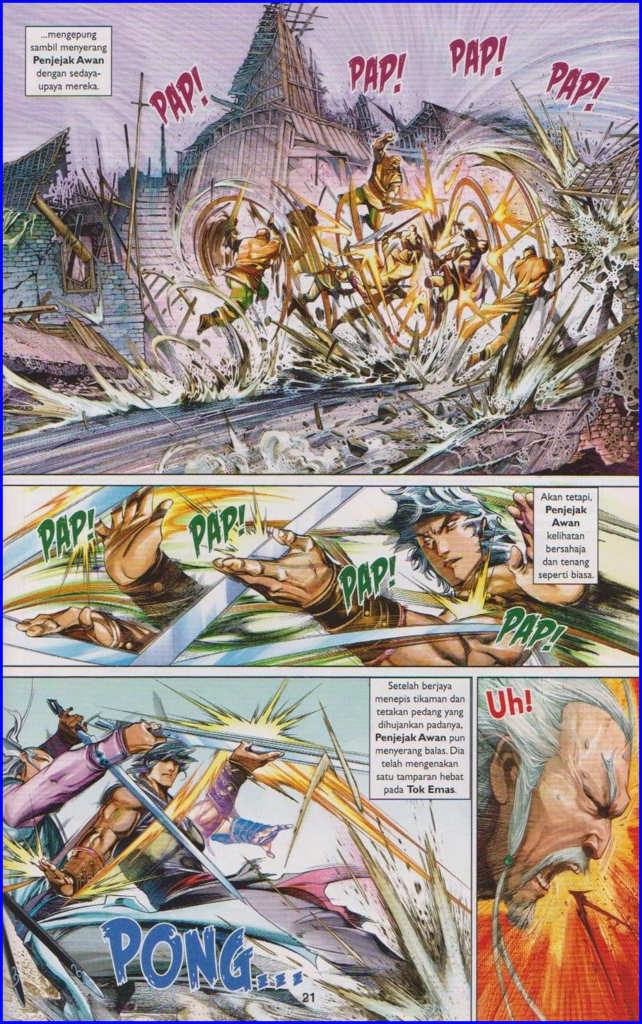 ...mengepung
sambil menyerang
Penjejak Awan
dengan sedaya-
upaya mereka.
PAP!
PAP!
PAP!
PAP!
PAP!
PAP!
PAP!
PAP!
Akan tetapi,
Penjejak
Awan
kelihatan
bersahaja
dan tenang
seperti biasa.
Setelah berjaya
menepis tikaman dan
tetakan pedang yang
dihujankan padanya,
Penjejak Awan pun
menyerang balas. Dia
telah mengenakan
satu tamparan hebat
pada Tok Emas.
PONG...
Uh!
21